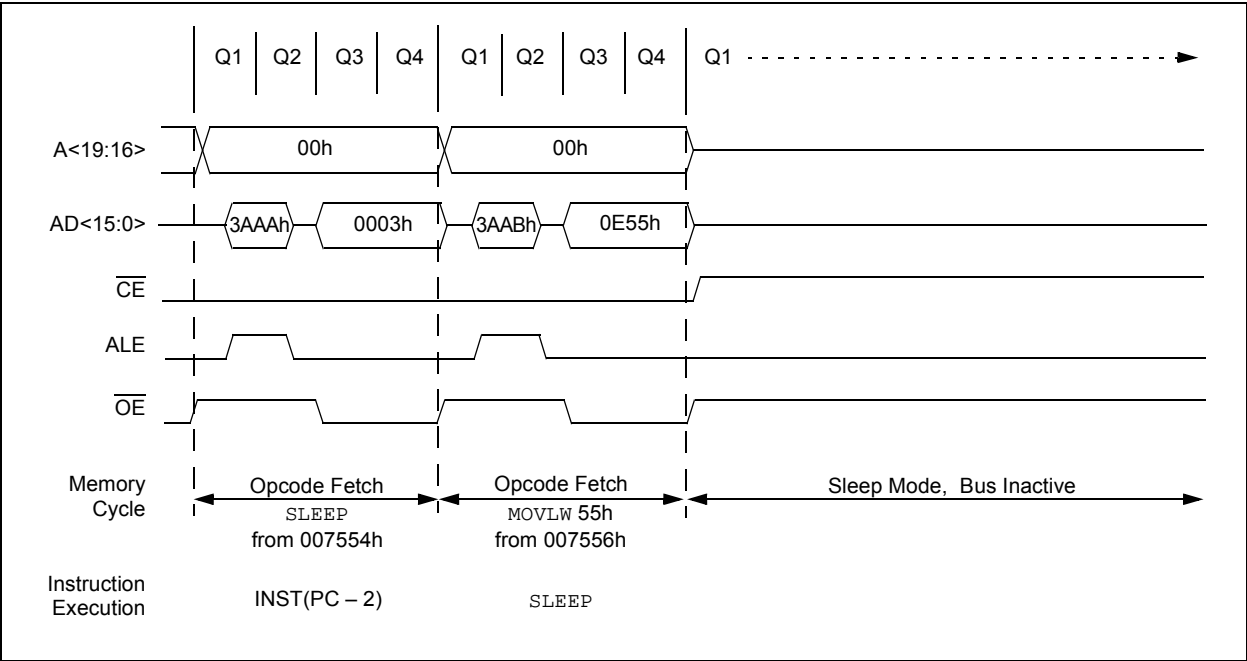 Q1 Q2 Q3 Q4 Q1 Q2 Q3 Q4 Q1
A<19:16> 00h 00h
AD<15:0> 3AAAh 0003h 3AABh 0E55h
CE
ALE
OE
Memory Cycle
Opcode Fetch
SLEEP
from 007554h
Opcode Fetch
MOVLW 55h
from 007556h
Sleep Mode, Bus Inactive
Instruction Execution
INST(PC – 2)
SLEEP